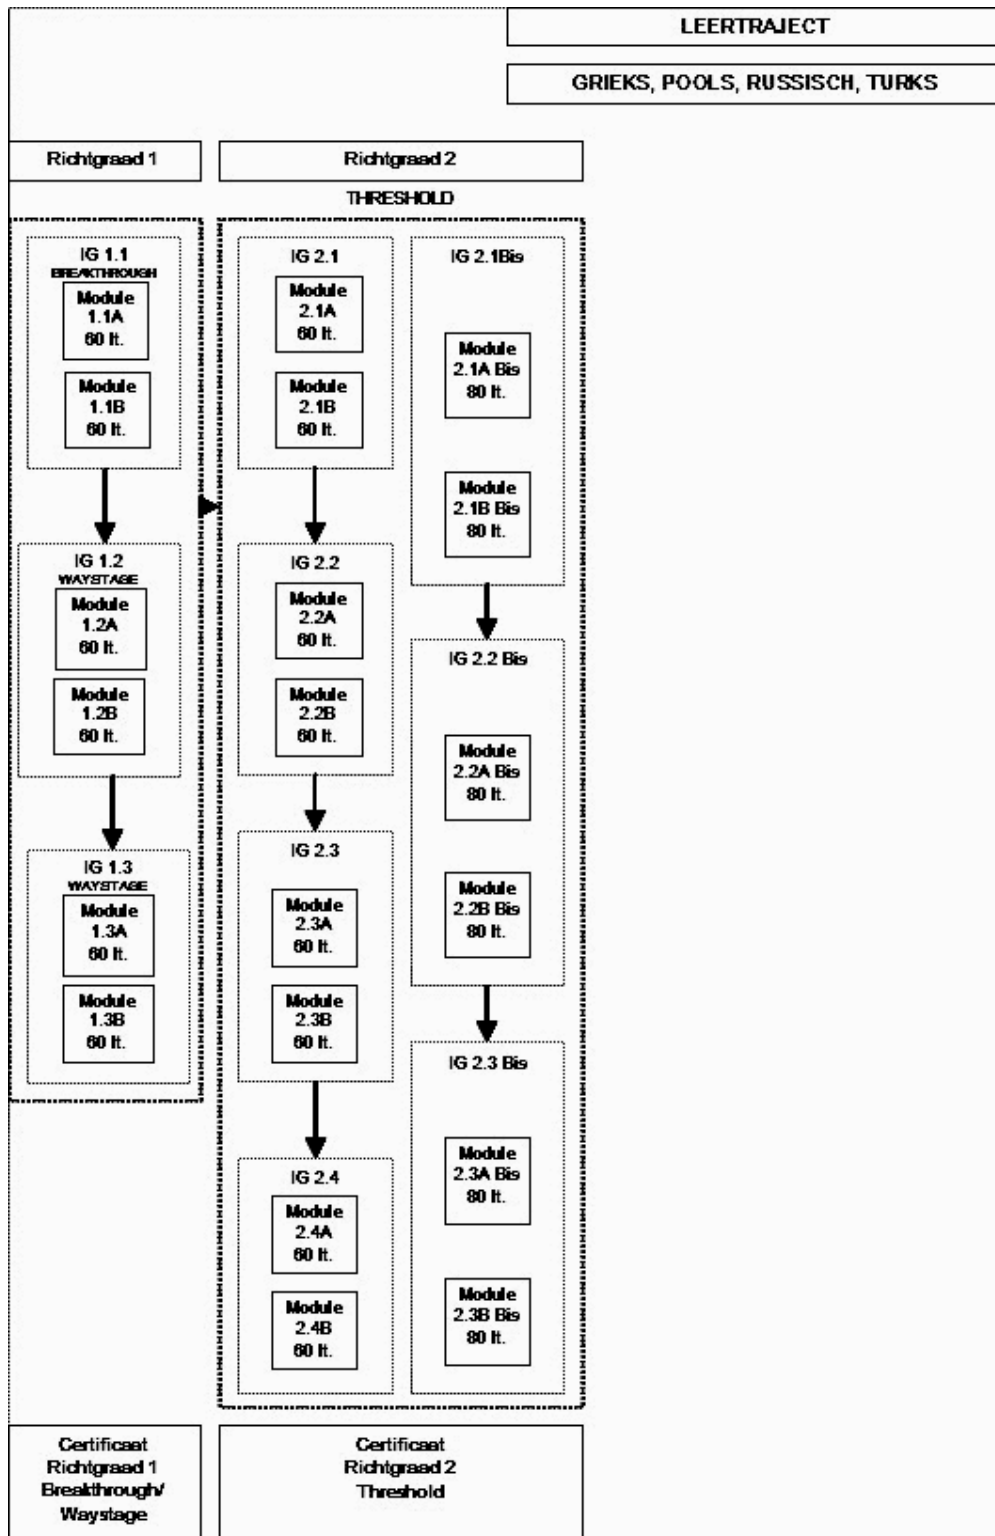 LEERTRAJECT
GRIEKS, POOLS, RUSSISCH, TURKS
Richtgraad 1
Richtgraad 2
THRESHOLD
IG 1.1
BREAKTHROUGH
Module
1.1A
60 lt.
Module
1.1B
60 lt.
IG 1.2
WAYSTAGE
Module
1.2A
60 lt.
Module
1.2B
60 lt.
IG 1.3
WAYSTAGE
Module
1.3A
60 lt.
Module
1.3B
60 lt.
IG 2.1
Module
2.1A
60 lt.
Module
2.1B
60 lt.
IG 2.2
Module
2.2A
60 lt.
Module
2.2B
60 lt.
IG 2.3
Module
2.3A
60 lt.
Module
2.3B
60 lt.
IG 2.4
Module
2.4A
60 lt.
Module
2.4B
60 lt.
IG 2.1Bis
Module
2.1A Bis
80 lt.
Module
2.1B Bis
80 lt.
IG 2.2 Bis
Module
2.2A Bis
80 lt.
Module
2.2B Bis
80 lt.
IG 2.3 Bis
Module
2.3A Bis
80 lt.
Module
2.3B Bis
80 lt.
Certificaat
Richtgraad 1
Breakthrough/
Waystage
Certificaat
Richtgraad 2
Threshold